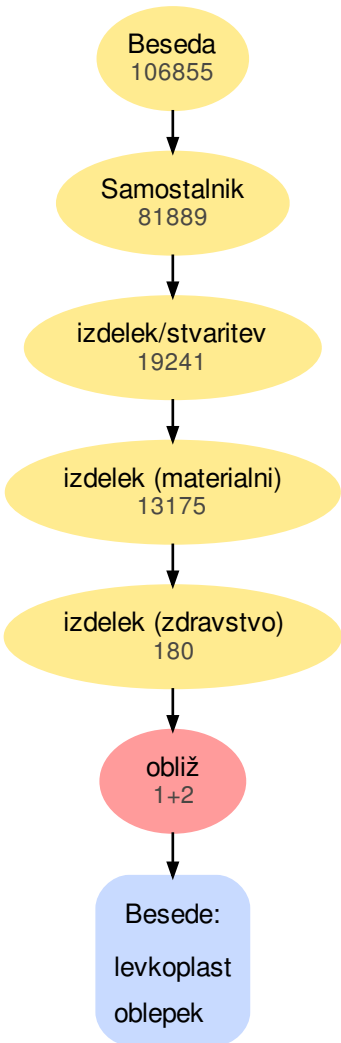 Beseda
106855
Samostalnik
81889
izdelek/stvaritev
19241
izdelek (materialni)
13175
izdelek (zdravstvo)
180
obliž
1+2
Besede:
levkoplast
oblepek